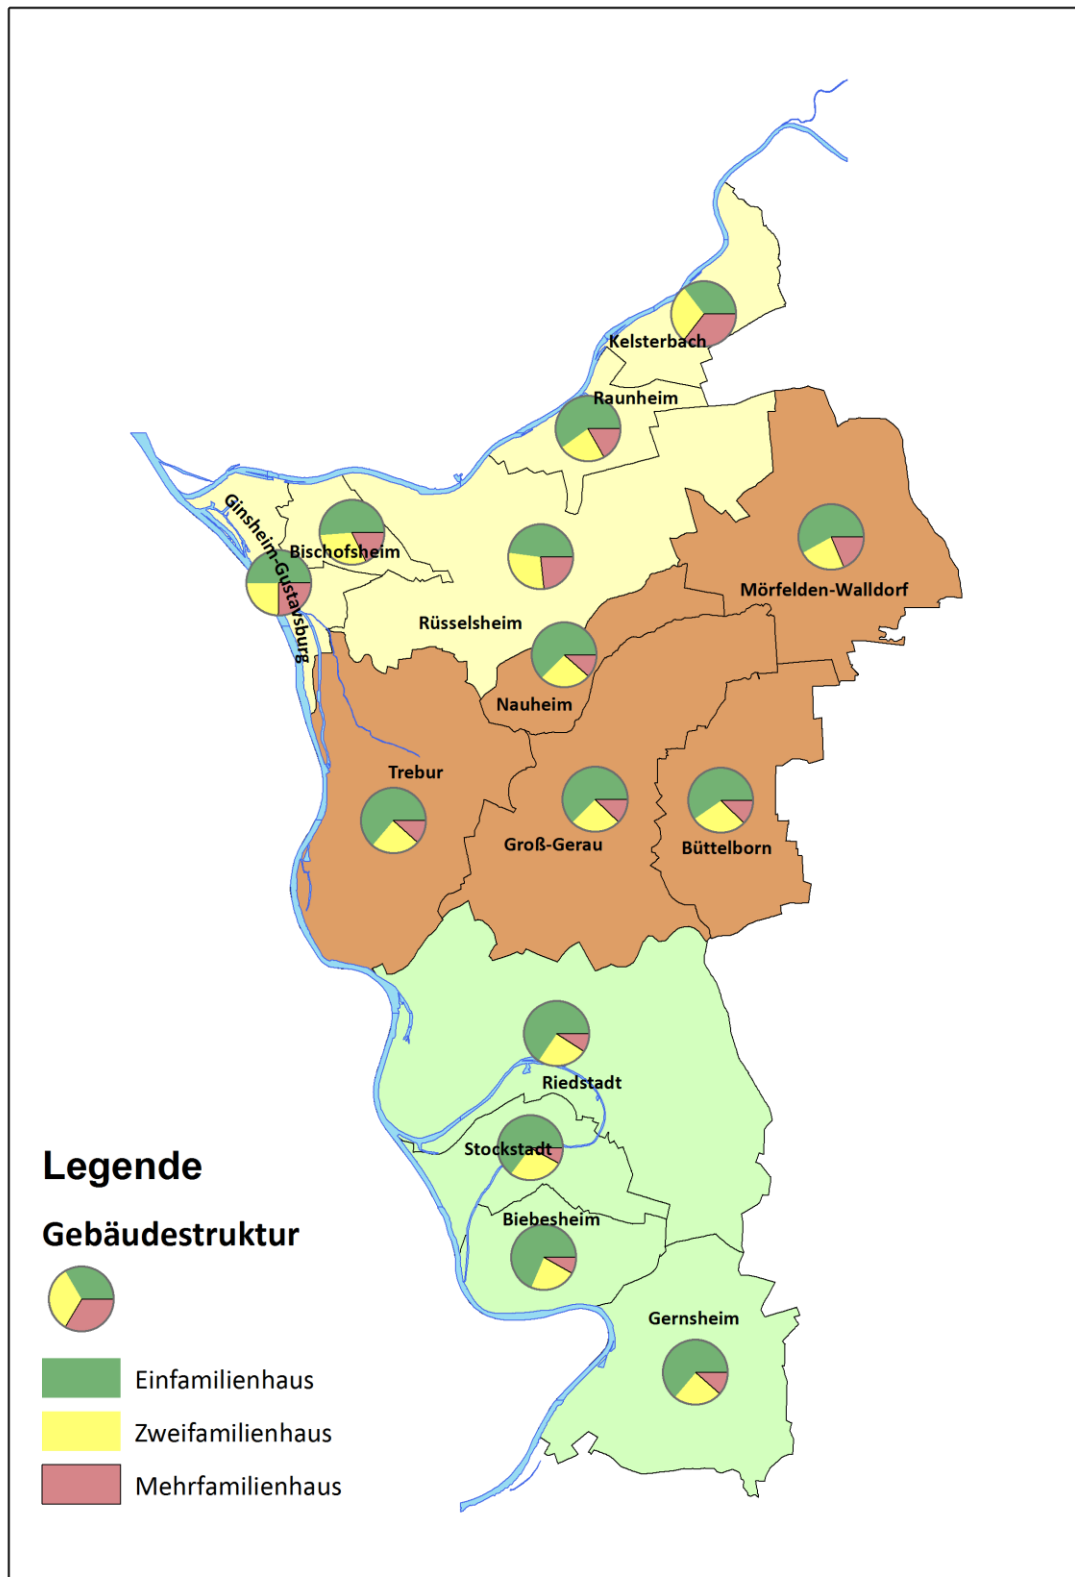 Kelsterbach
Raunheim
Ginsheim-Gustavsburg
Bischofsheim
Mörfelden-Walldorf
Rüsselsheim
Nauheim
Trebur
Groß-Gerau
Büttelborn
Riedstadt
Stockstadt
Biebesheim
Gernsheim
Legende
Gebäudestruktur
Einfamilienhaus
Zweifamilienhaus
Mehrfamilienhaus